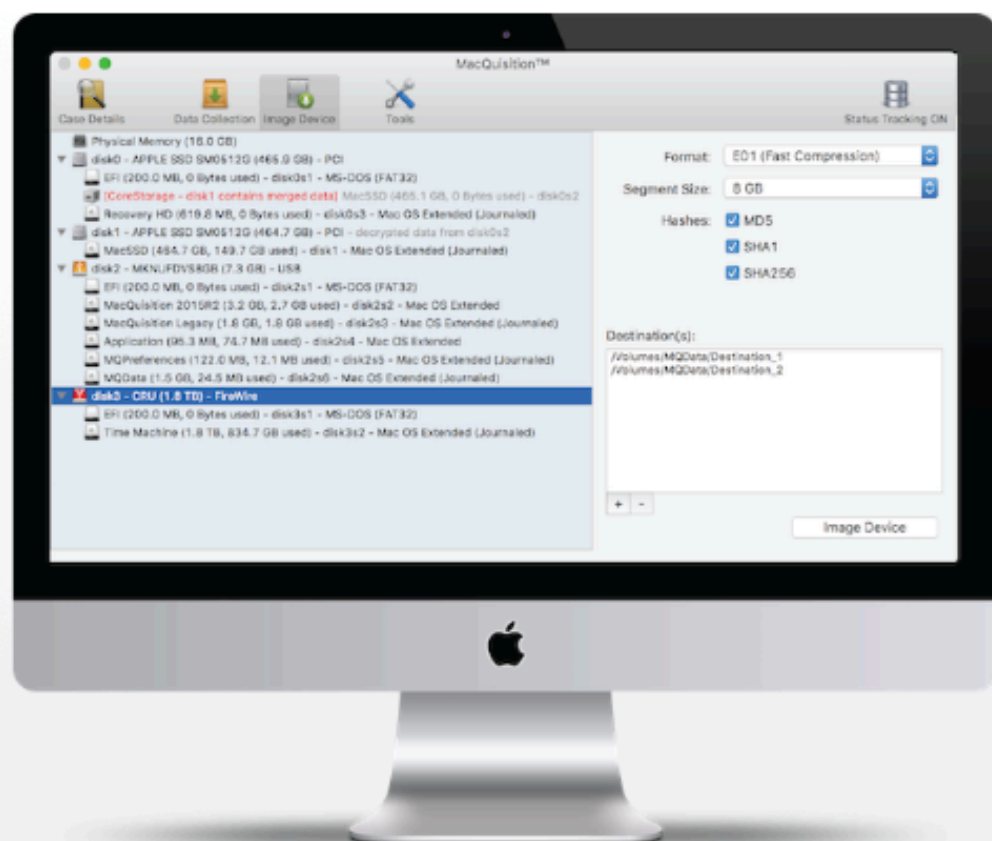 MacQuisition™
Case Details
Data Collection
Image Device
Tools
Status Tracking ON
Physical Memory (16.0 GB)
disk0 - APPLE SSD SM0512G (465.9 GB) - PCI
EFI (200.0 MB, 0 Bytes used) - disk0s1 - MS-DOS (FAT32)
[CoreStorage - disk1 contains merged data] MacSSD (465.1 GB, 0 Bytes used) - disk0s2
Recovery HD (619.8 MB, 0 Bytes used) - disk0s3 - Mac OS Extended (Journaled)
disk1 - APPLE SSD SM0512G (464.7 GB) - PCI - decrypted data from disk0s2
MacSSD (464.7 GB, 149.7 GB used) - disk1 - Mac OS Extended (Journaled)
disk2 - MKNUFDVS8GB (7.3 GB) - USB
EFI (200.0 MB, 0 Bytes used) - disk2s1 - MS-DOS (FAT32)
MacQuisition 2015R2 (3.2 GB, 2.7 GB used) - disk2s2 - Mac OS Extended
MacQuisition Legacy (1.8 GB, 1.8 GB used) - disk2s3 - Mac OS Extended (Journaled)
Application (95.3 MB, 74.7 MB used) - disk2s4 - Mac OS Extended
MQPreferences (122.0 MB, 12.1 MB used) - disk2s5 - Mac OS Extended (Journaled)
MQData (1.5 GB, 24.5 MB used) - disk2s6 - Mac OS Extended (Journaled)
disk3 - CRU (1.8 TB) - FireWire
EFI (200.0 MB, 0 Bytes used) - disk3s1 - MS-DOS (FAT32)
Time Machine (1.8 TB, 834.7 GB used) - disk3s2 - Mac OS Extended (Journaled)
Format: E01 (Fast Compression)
Segment Size: 8 GB
Hashes: MD5
SHA1
SHA256
Destination(s):
/Volumes/MQData/Destination_1
/Volumes/MQData/Destination_2
+ -
Image Device